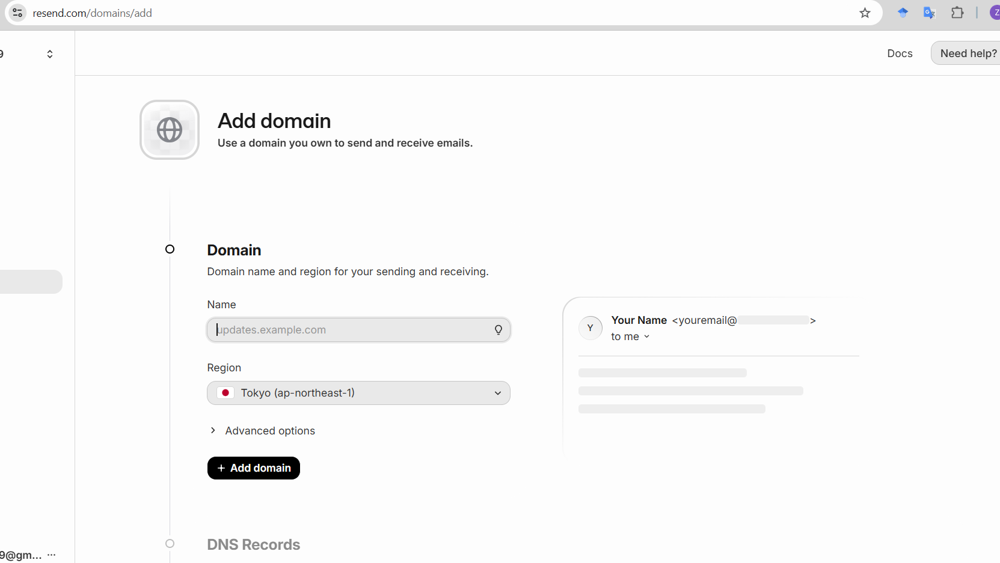 resend.com/domains/add
Z
9
Docs
Need help?
Add domain
Use a domain you own to send and receive emails.
Domain
Domain name and region for your sending and receiving.
Name
updates.example.com
Region
Tokyo (ap-northeast-1)
Advanced options
+ Add domain
Y
Your Name <youremail@ >
to me
DNS Records
9@gm... ···